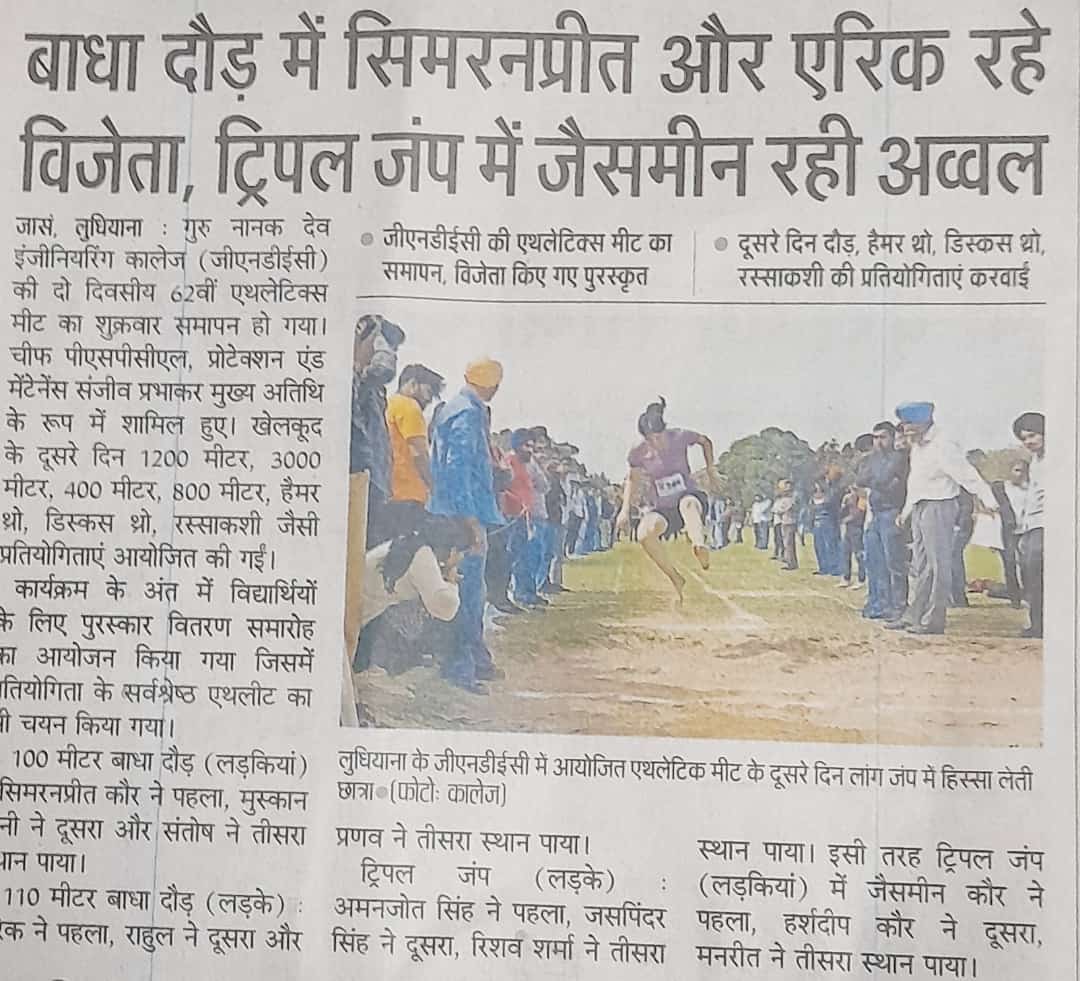 बाधा दौड़ में सिमरनप्रीत और एरिक रहे
विजेता, ट्रिपल जंप में जैसमीन रही अव्वल
जासं, लुधियाना : गुरु नानक देव
इंजीनियरिंग कालेज (जीएनडीईसी)
की दो दिवसीय 62वीं एथलेटिक्स
मीट का शुक्रवार समापन हो गया।
चीफ पीएसपीसीएल, प्रोटेक्शन एंड
मेंटेनेंस संजीव प्रभाकर मुख्य अतिथि
के रूप में शामिल हुए। खेलकूद
के दूसरे दिन 1200 मीटर, 3000
मीटर, 400 मीटर, 800 मीटर, हैमर
थ्रो, डिस्कस थ्रो, रस्साकशी जैसी
प्रतियोगिताएं आयोजित की गईं।
कार्यक्रम के अंत में विद्यार्थियों
के लिए पुरस्कार वितरण समारोह
का आयोजन किया गया जिसमें
के सर्वश्रेष्ठ एथलीट का
चयन किया गया।
100 मीटर बाधा दौड़ (लड़कियां)
सिमरनप्रीत कौर ने पहला, मुस्कान
ने दूसरा और संतोष ने तीसरा
पाया।
110 मीटर बाधा दौड़ (लड़के) :
ने पहला, राहुल ने दूसरा और
● जीएनडीईसी की एथलेटिक्स मीट का
समापन, विजेता किए गए पुरस्कृत
● दूसरे दिन दौड़, हैमर थ्रो, डिस्कस थ्रो,
रस्साकशी की प्रतियोगिताएं करवाईं
लुधियाना के जीएनडीईसी में आयोजित एथलेटिक मीट के दूसरे दिन लांग जंप में हिस्सा लेती
छात्रा ● (फोटो: कालेज)
प्रणव ने तीसरा स्थान पाया।
ट्रिपल जंप (लड़के) :
अमनजोत सिंह ने पहला, जसपिंदर
सिंह ने दूसरा, रिशव शर्मा ने तीसरा
स्थान पाया। इसी तरह ट्रिपल जंप
(लड़कियां) में जैसमीन कौर ने
पहला, हर्शदीप कौर ने दूसरा,
मनरीत ने तीसरा स्थान पाया।